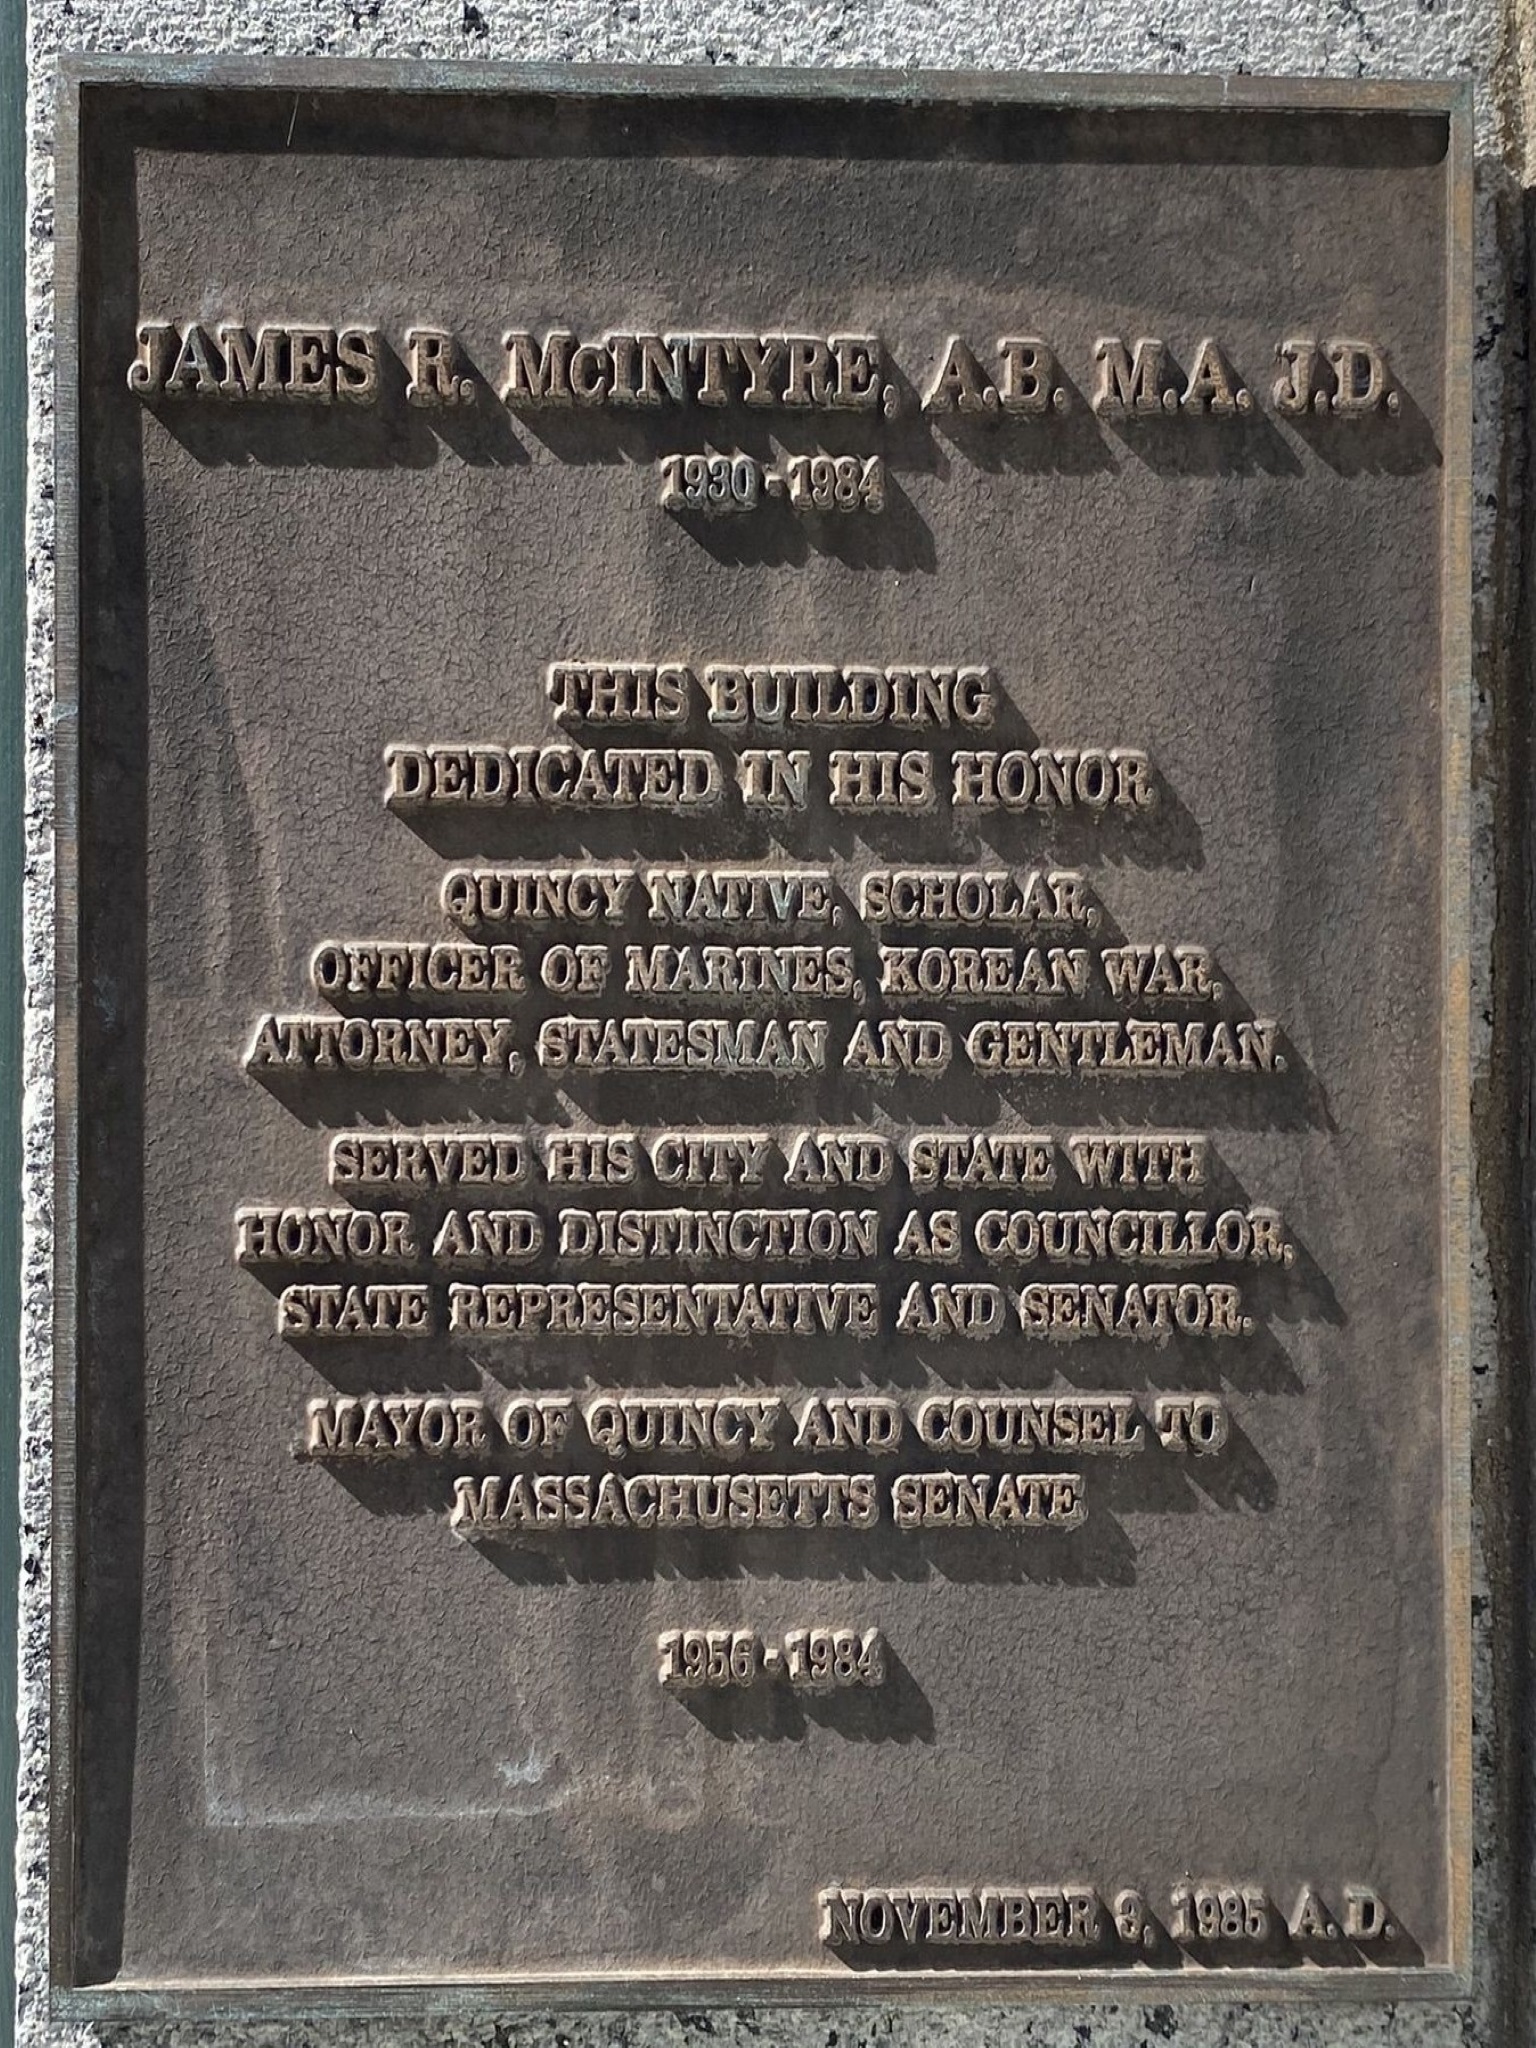 JAMES R. McINTYRE, A.B. M.A. J.D.
1930 - 1984
THIS BUILDING
DEDICATED IN HIS HONOR
QUINCY NATIVE, SCHOLAR,
OFFICER OF MARINES, KOREAN WAR,
ATTORNEY, STATESMAN AND GENTLEMAN.
SERVED HIS CITY AND STATE WITH
HONOR AND DISTINCTION AS COUNCILLOR,
STATE REPRESENTATIVE AND SENATOR.
MAYOR OF QUINCY AND COUNSEL TO
MASSACHUSETTS SENATE
1956 - 1984
NOVEMBER 3, 1985 A.D.